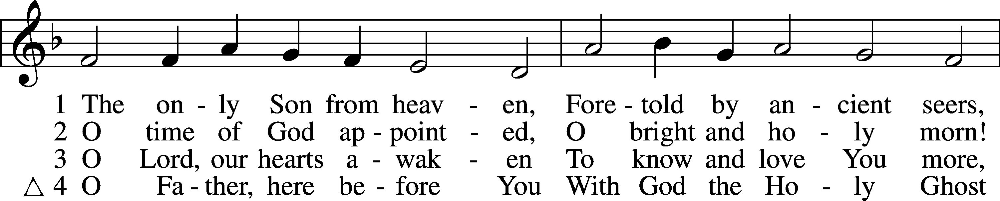 1 The on - ly Son from heav - en, Fore - told by an - cient seers,
2 O time of God ap - point - ed, O bright and ho - ly morn!
3 O Lord, our hearts a - wak - en To know and love You more,
△ 4 O Fa - ther, here be - fore You With God the Ho - ly Ghost